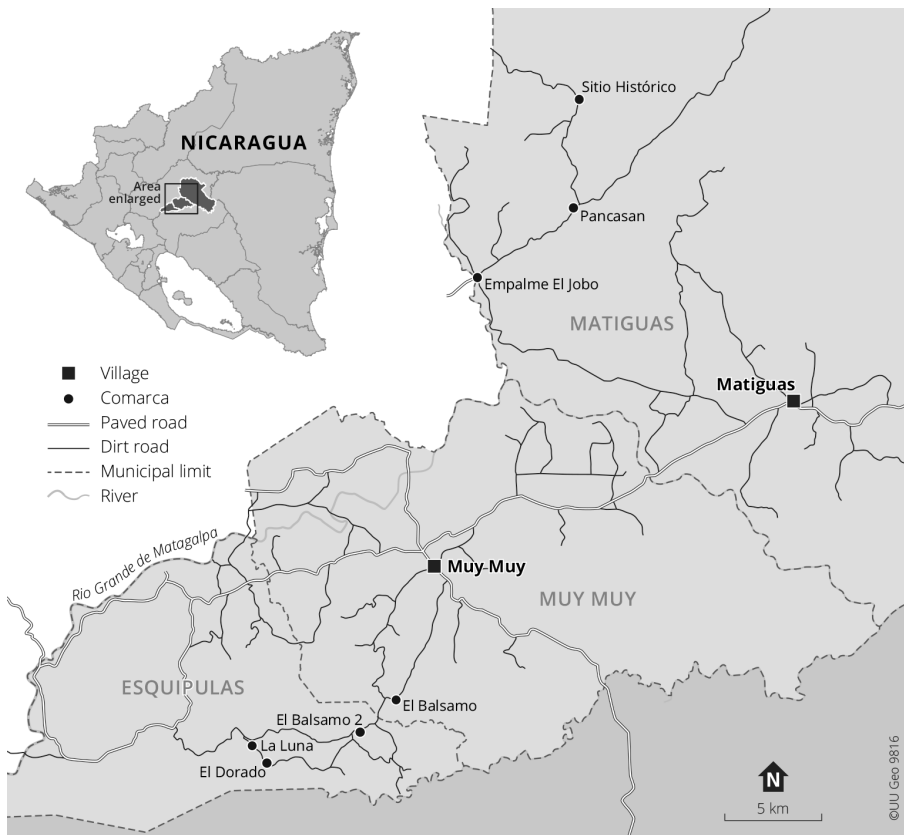 NICARAGUA
Area
enlarged
Sitio Histórico
Pancasan
Empalme El Jobo
MATIGUAS
Village
Comarca
Paved road
Dirt road
Municipal limit
River
Matiguas
Rio Grande de Matagalpa
Muy Muy
MUY MUY
ESQUIPULAS
El Balsamo
El Balsamo 2
La Luna
El Dorado
N
5 km
©UU Geo 9816